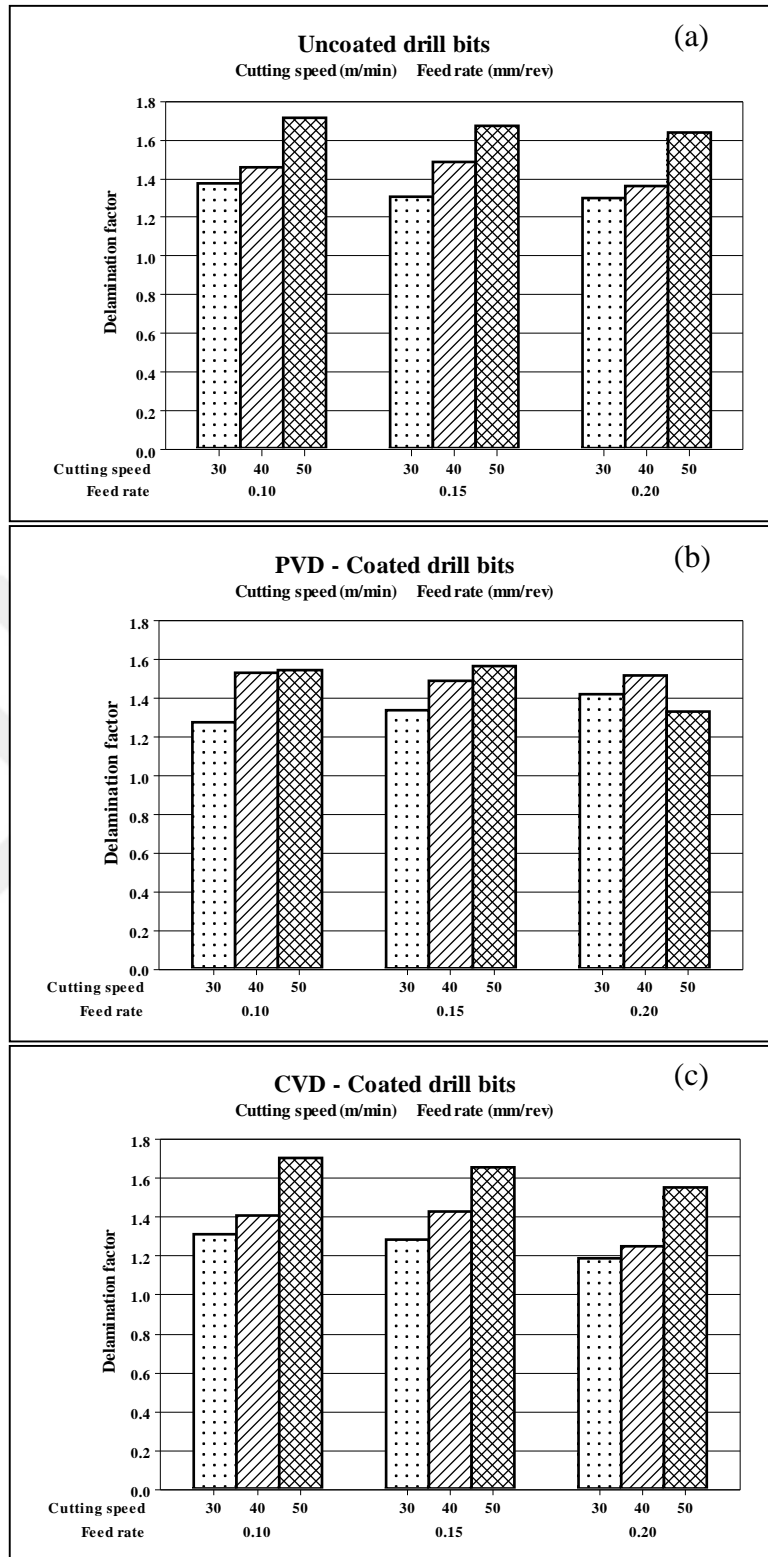 Uncoated drill bits (a)
Cutting speed (m/min) Feed rate (mm/rev)
Delamination factor
1.8
1.6
1.4
1.2
1.0
0.8
0.6
0.4
0.2
0.0
Cutting speed 30 40 50 30 40 50 30 40 50
Feed rate 0.10 0.15 0.20
PVD - Coated drill bits (b)
Cutting speed (m/min) Feed rate (mm/rev)
Delamination factor
1.8
1.6
1.4
1.2
1.0
0.8
0.6
0.4
0.2
0.0
Cutting speed 30 40 50 30 40 50 30 40 50
Feed rate 0.10 0.15 0.20
CVD - Coated drill bits (c)
Cutting speed (m/min) Feed rate (mm/rev)
Delamination factor
1.8
1.6
1.4
1.2
1.0
0.8
0.6
0.4
0.2
0.0
Cutting speed 30 40 50 30 40 50 30 40 50
Feed rate 0.10 0.15 0.20